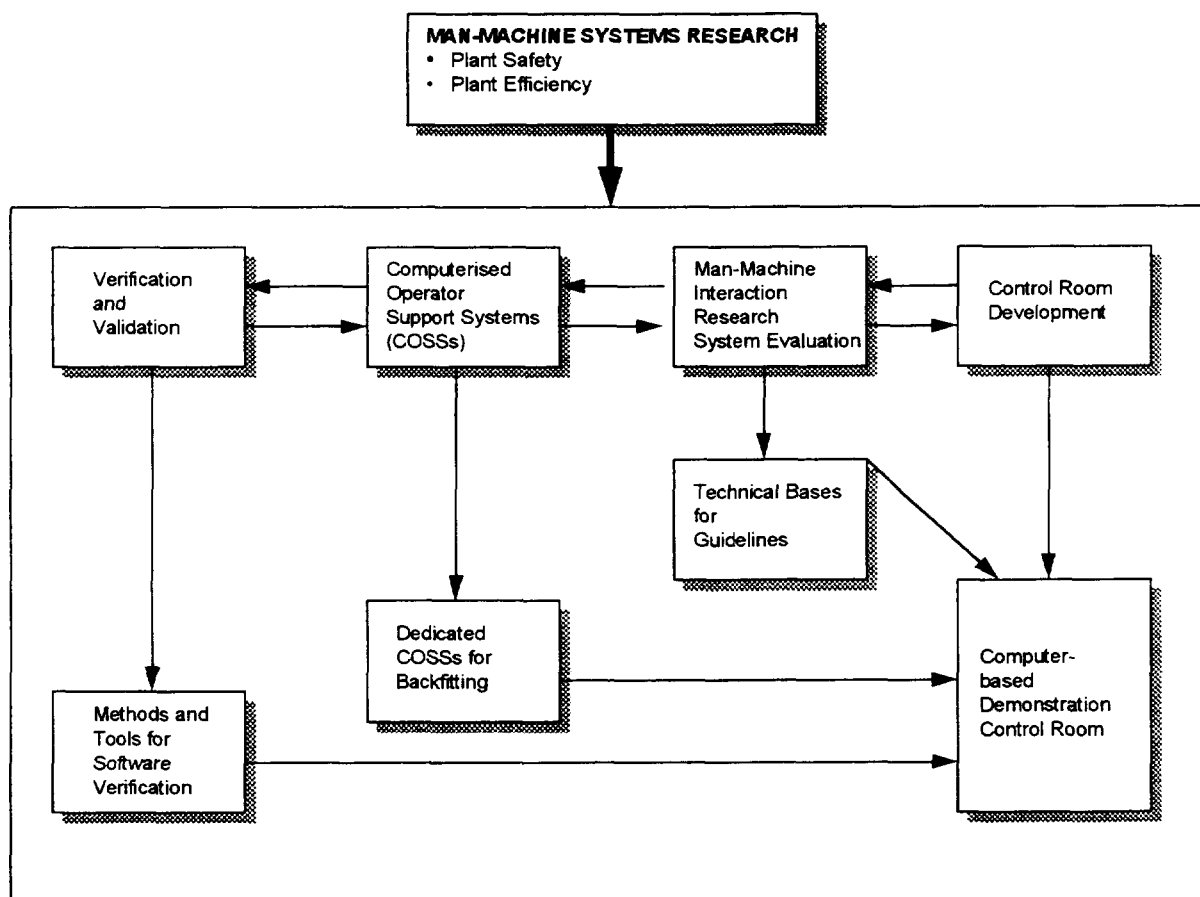 MAN-MACHINE SYSTEMS RESEARCH
• Plant Safety
• Plant Efficiency
Verification
and
Validation
Computerised
Operator
Support Systems
(COSSs)
Man-Machine
Interaction
Research
System Evaluation
Control Room
Development
Technical Bases
for
Guidelines
Dedicated
COSSs for
Backfitting
Computer-
based
Demonstration
Control Room
Methods and
Tools for
Software
Verification